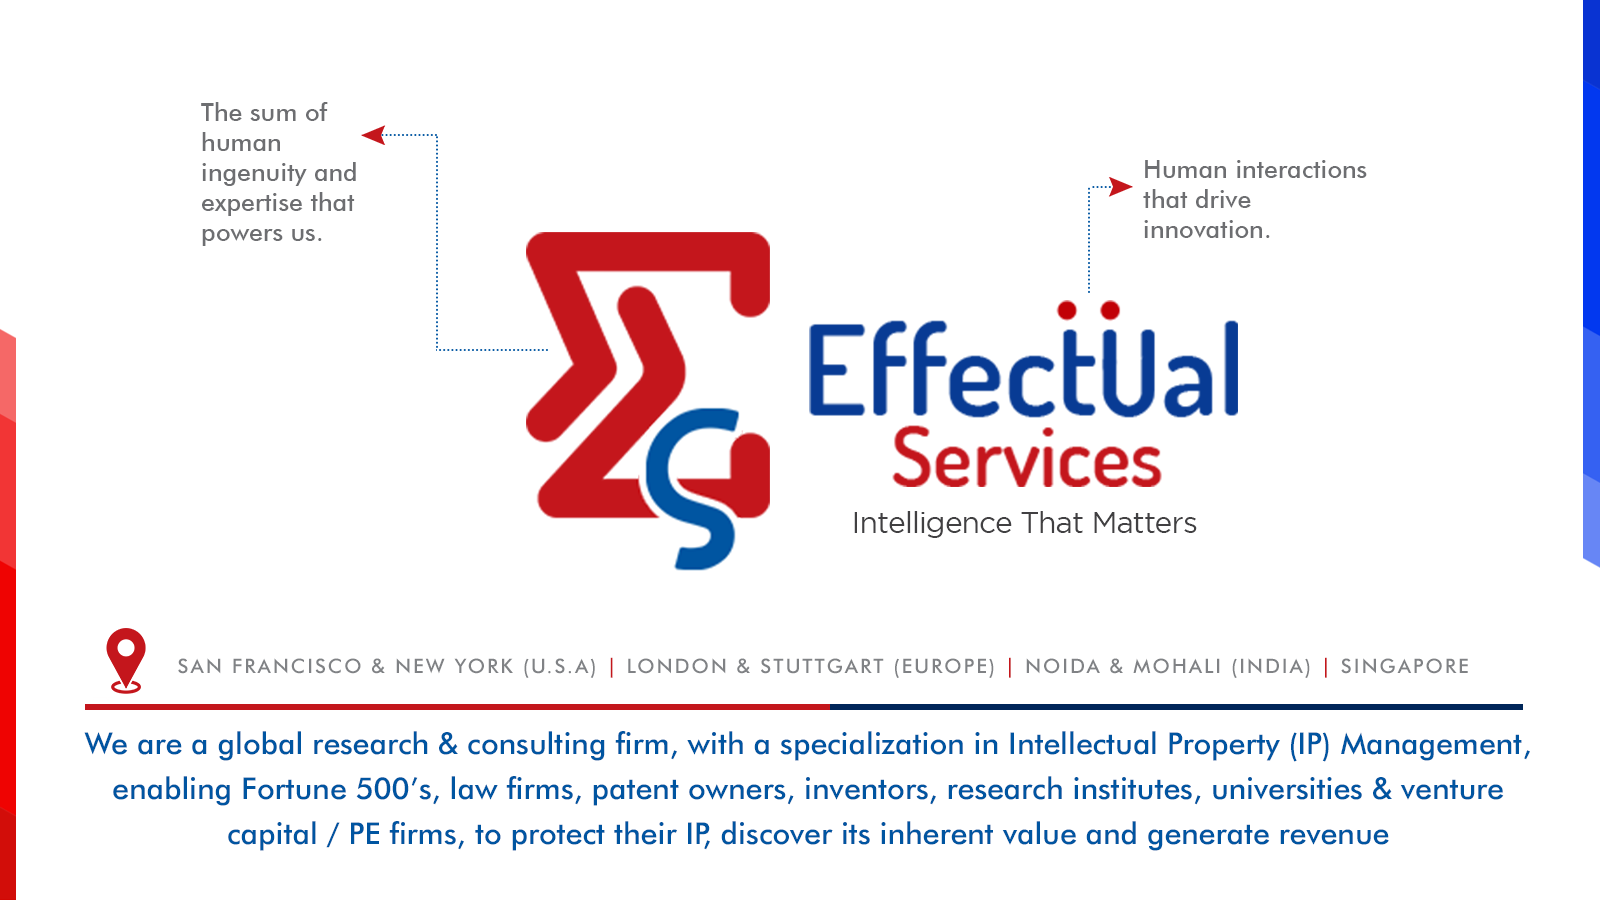 The sum of
human
ingenuity and
expertise that
powers us.
Human interactions
that drive
innovation.
EffectUal
Services
Intelligence That Matters
SAN FRANCISCO & NEW YORK (U.S.A) | LONDON & STUTTGART (EUROPE) | NOIDA & MOHALI (INDIA) | SINGAPORE
We are a global research & consulting firm, with a specialization in Intellectual Property (IP) Management,
enabling Fortune 500's, law firms, patent owners, inventors, research institutes, universities & venture
capital / PE firms, to protect their IP, discover its inherent value and generate revenue